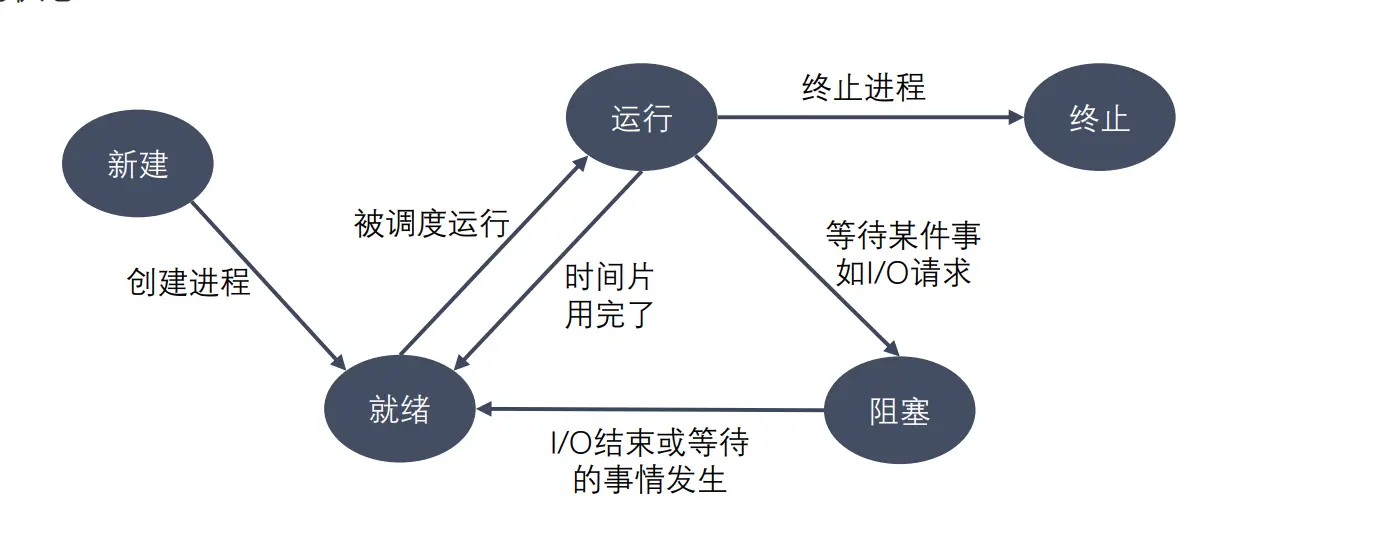 运行
终止进程
终止
新建
被调度运行
等待某件事
如I/O请求
创建进程
时间片
用完了
就绪
阻塞
I/O结束或等待
的事情发生